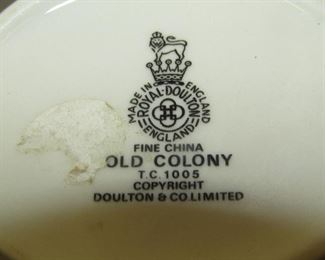 MADE IN ENGLAND
ROYAL·DOULTON
ENGLAND
FINE CHINA
OLD COLONY
T.C. 1005
COPYRIGHT
DOULTON & CO. LIMITED